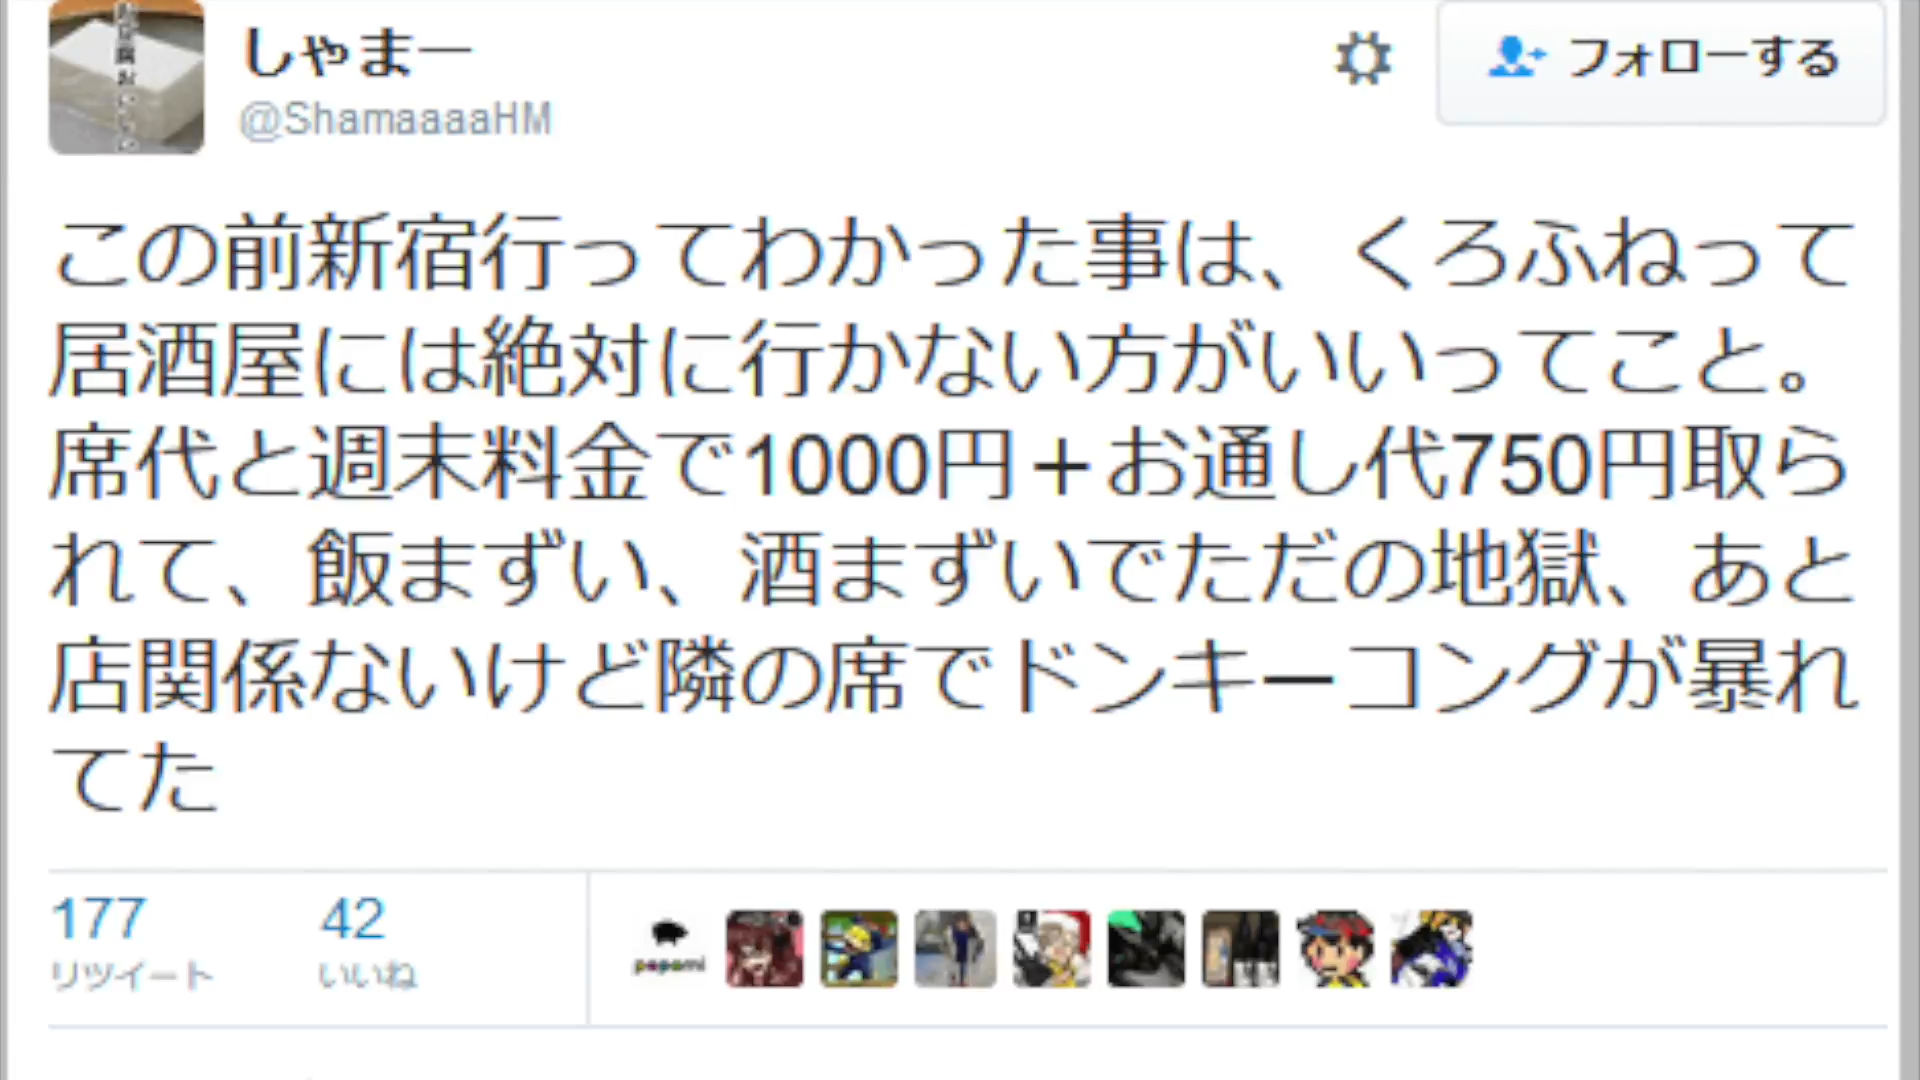 しゃまー
@ShamaaaaHM
フォローする
この前新宿行ってわかった事は、くろふねって
居酒屋には絶対に行かない方がいいってこと。
席代と週末料金で1000円＋お通し代750円取ら
れて、飯まずい、酒まずいでただの地獄、あと
店関係ないけど隣の席でドンキーコングが暴れ
てた
177
リツイート
42
いいね